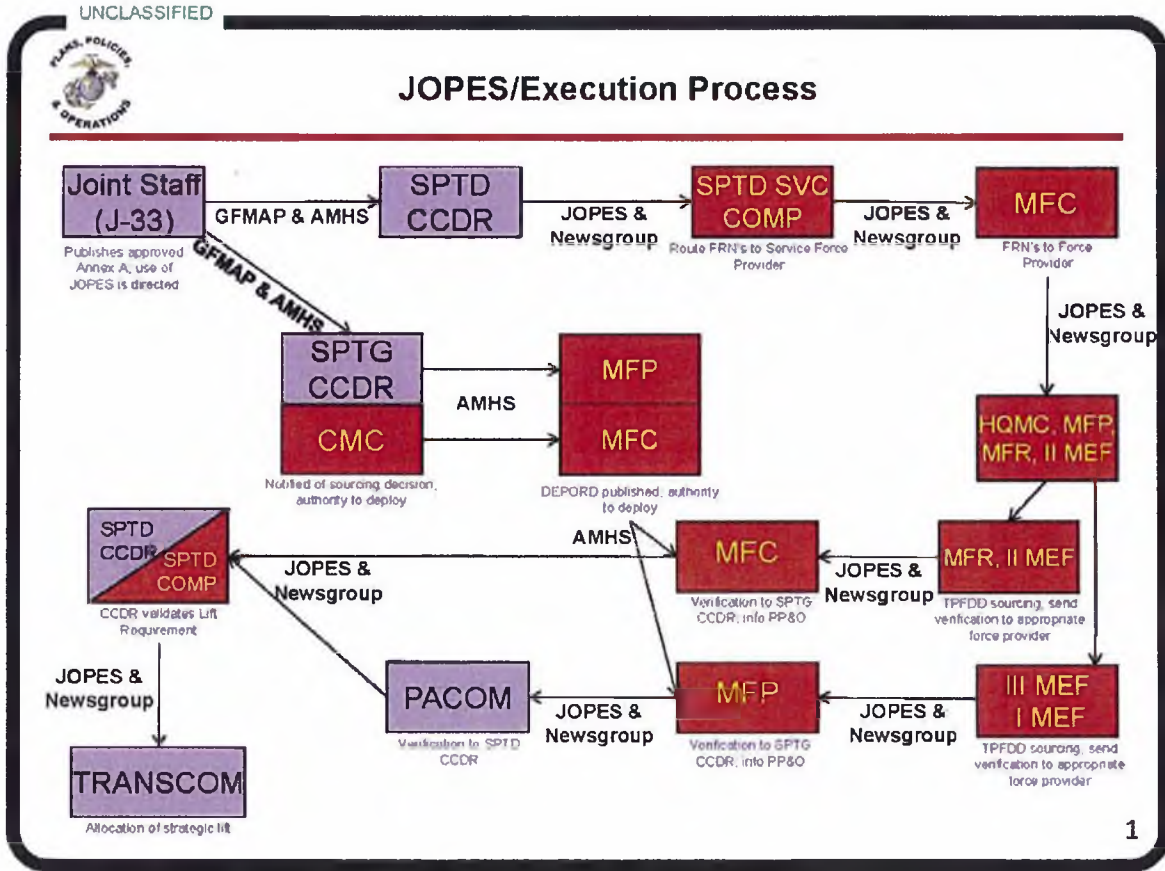 UNCLASSIFIED
PLANS, POLICIES,
& OPERATIONS
JOPES/Execution Process
Joint Staff
(J-33)
Publishes approved
Annex A, use of
JOPES is directed
GFMAP & AMHS
SPTD
CCDR
JOPES &
Newsgroup
SPTD SVC
COMP
Route FRN's to Service Force
Provider
JOPES &
Newsgroup
MFC
FRN's to Force
Provider
GFMAP & AMHS
JOPES &
Newsgroup
SPTG
CCDR
CMC
Notified of sourcing decision,
authority to deploy
AMHS
MFP
MFC
DEPORD published, authority
to deploy
HQMC, MFP,
MFR, II MEF
SPTD
CCDR
SPTD
COMP
CCDR validates Lift
Requirement
JOPES &
Newsgroup
AMHS
MFC
Verification to SPTG
CCDR, info PP&O
JOPES &
Newsgroup
MFR, II MEF
TPFDD sourcing, send
verification to appropriate
force provider
JOPES &
Newsgroup
PACOM
Verification to SPTD
CCDR
JOPES &
Newsgroup
MFP
Verification to SPTG
CCDR, info PP&O
JOPES &
Newsgroup
III MEF
I MEF
TPFDD sourcing, send
verification to appropriate
force provider
TRANSCOM
Allocation of strategic lift
1